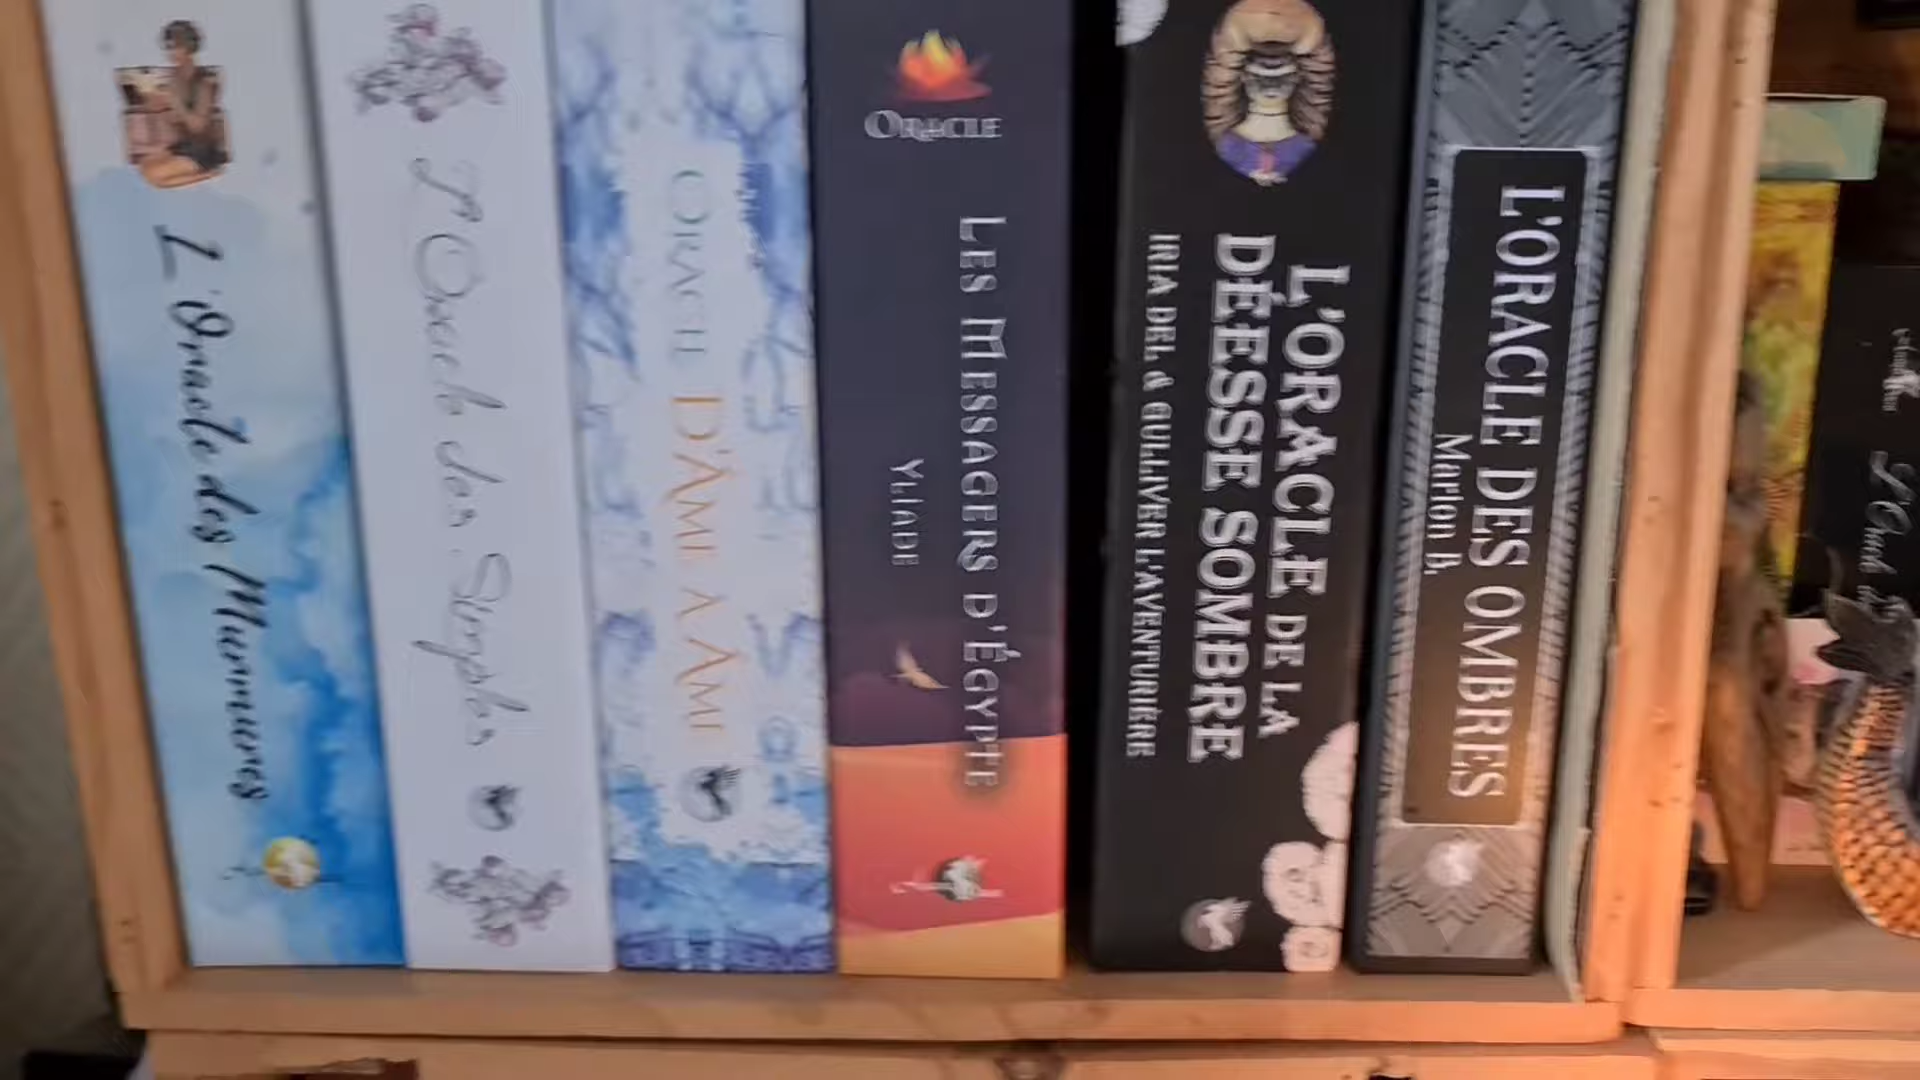 L'Oracle des Murmures
L'Oracle des Simples
ORACLE D'ÂME À ÂME
ORACLE
LES MESSAGERS D'ÉGYPTE
YLIADE
L'ORACLE DE LA
DÉESSE SOMBRE
IRIA DEL & GULLIVER L'AVENTURIÈRE
L'ORACLE DES OMBRES
Marion B.